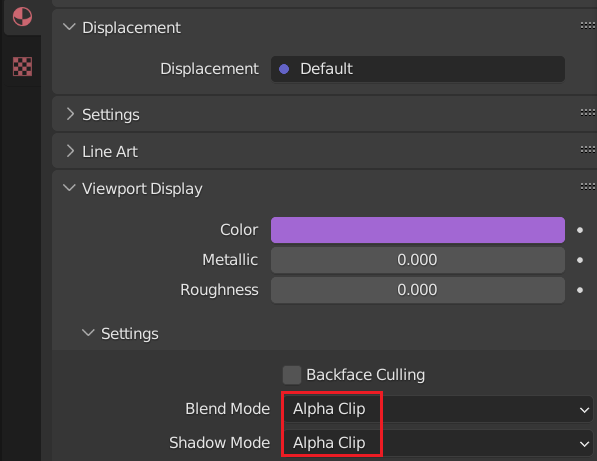 Displacement
Displacement Default
Settings
Line Art
Viewport Display
Color
Metallic 0.000
Roughness 0.000
Settings
Backface Culling
Blend Mode Alpha Clip
Shadow Mode Alpha Clip